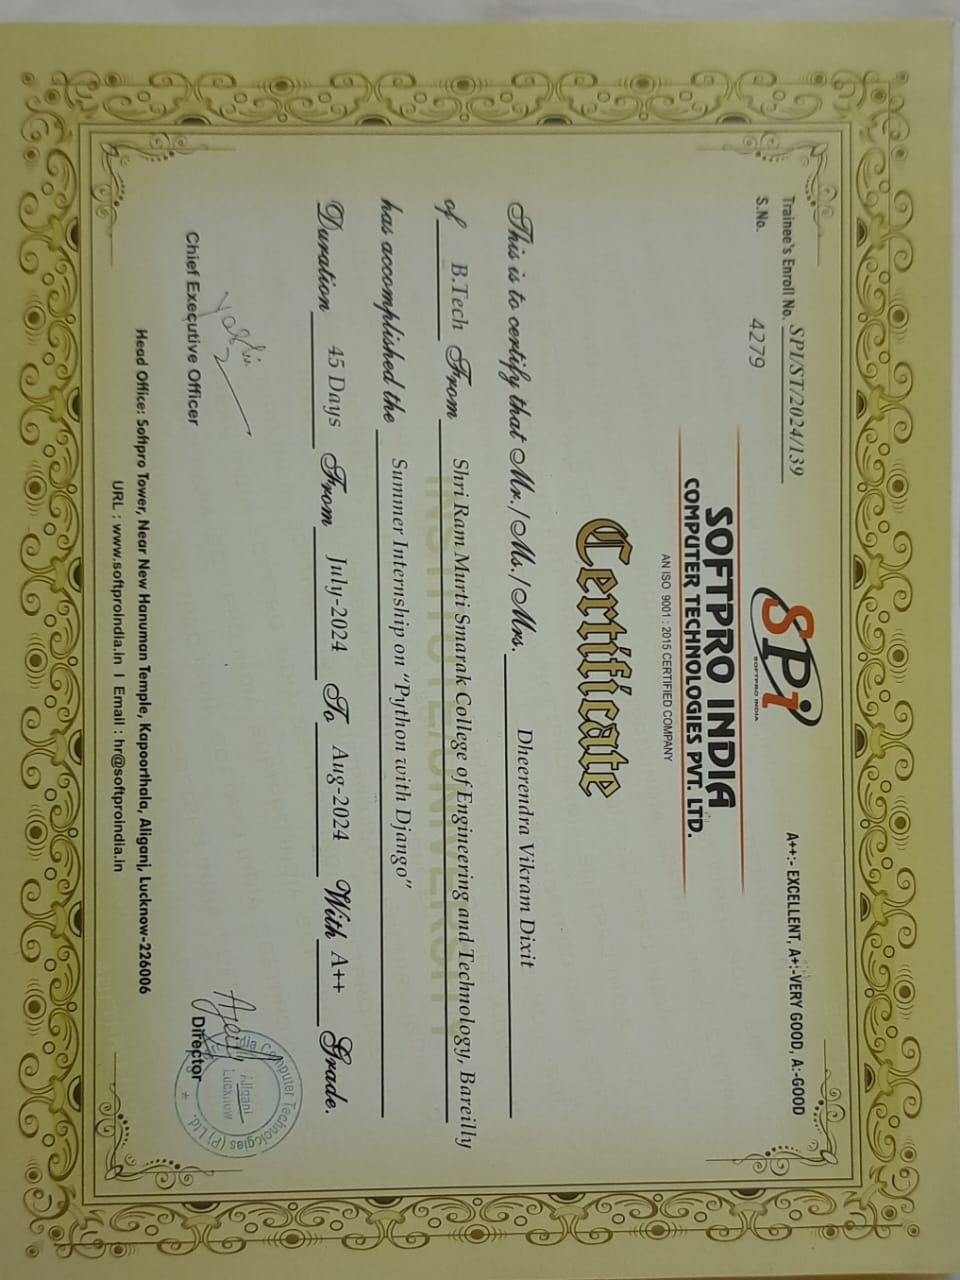 Trainee's Enroll No. SPI/ST/2024/139
S.No. 4279
A++:- EXCELLENT, A+:-VERY GOOD, A:-GOOD
SPi
SOFTPRO INDIA
SOFTPRO INDIA
COMPUTER TECHNOLOGIES PVT. LTD.
AN ISO 9001 : 2015 CERTIFIED COMPANY
Certificate
This is to certify that Mr./Ms./Mrs. Dheerendra Vikram Dixit
of B.Tech From Shri Ram Murti Smarak College of Engineering and Technology, Bareilly
has accomplished the Summer Internship on "Python with Django"
Duration 45 Days From July-2024 To Aug-2024 With A++ Grade.
Chief Executive Officer
Director
Aliganj
Lucknow
Head Office: Softpro Tower, Near New Hanuman Temple, Kapoorthala, Aliganj, Lucknow-226006
URL : www.softproindia.in I Email : hr@softproindia.in